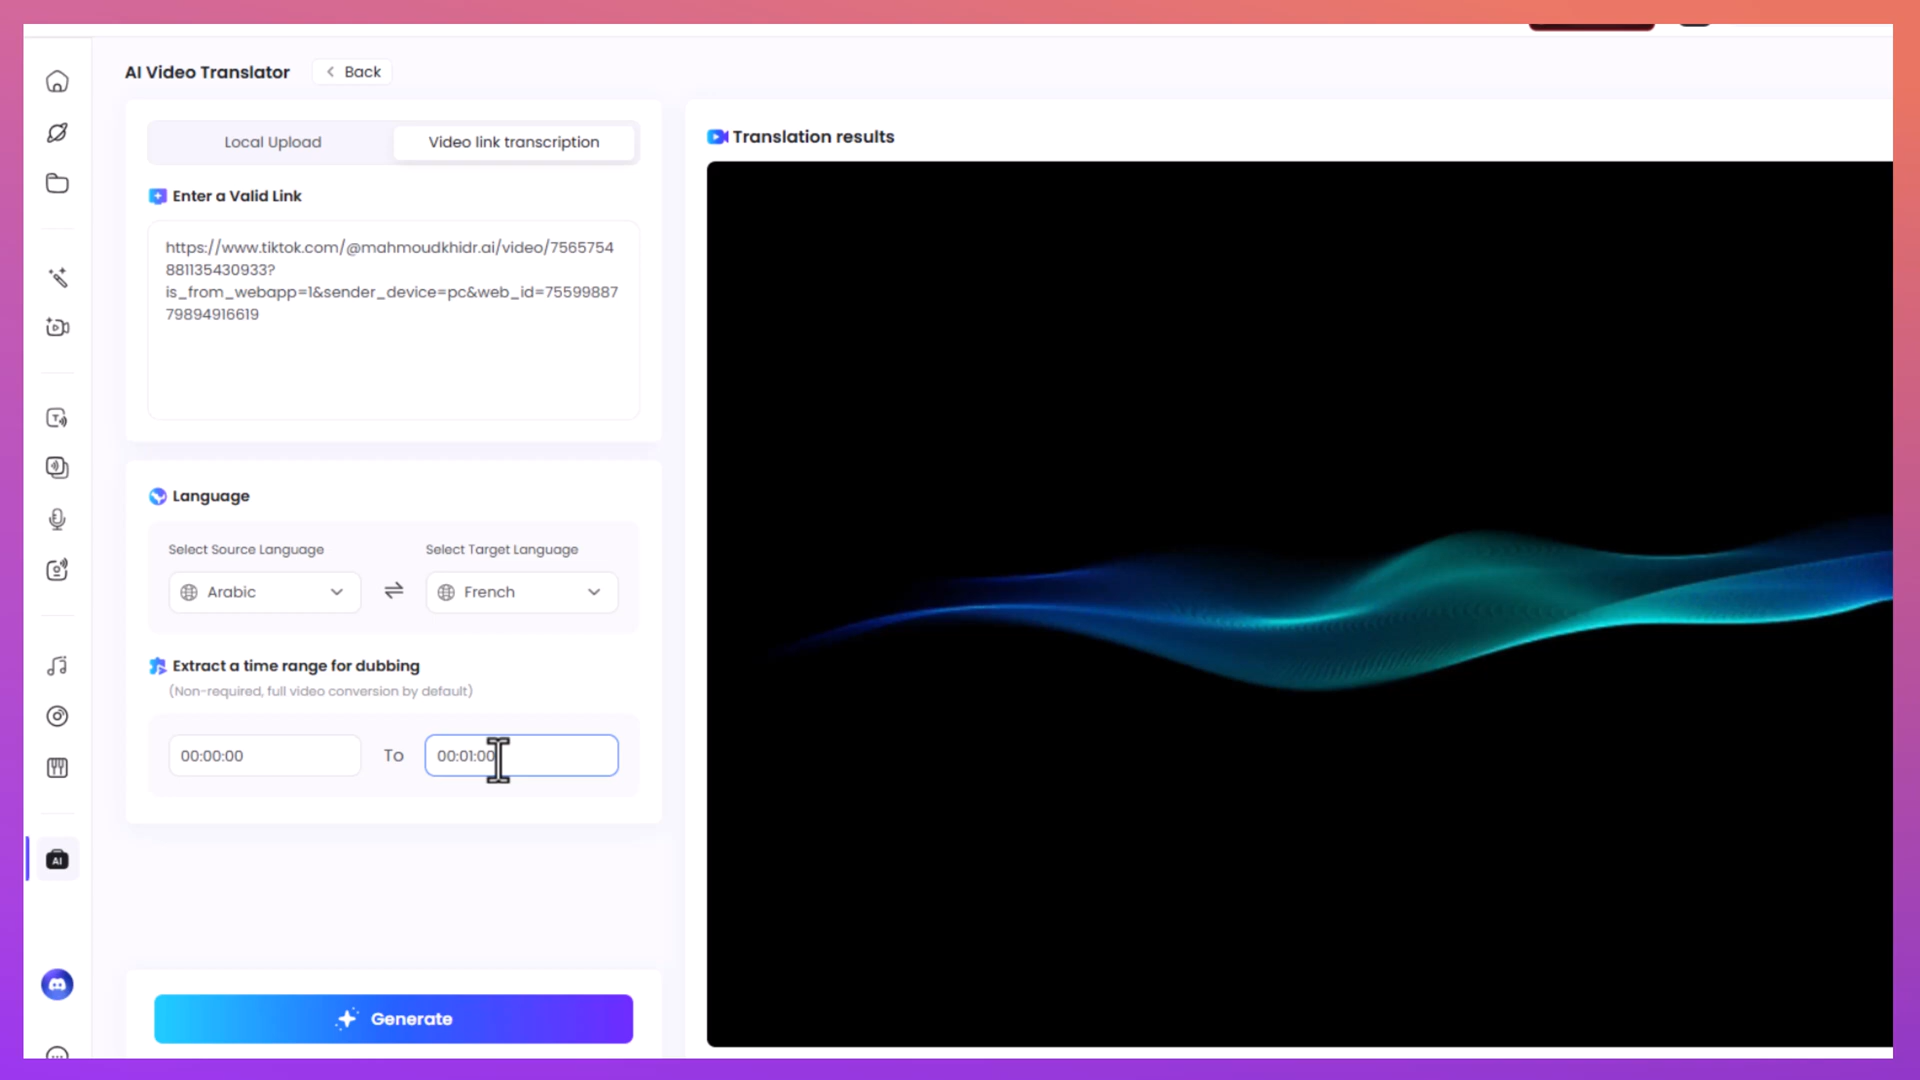 AI Video Translator
Back
Local Upload
Video link transcription
Enter a Valid Link
https://www.tiktok.com/@mahmoudkhidr.ai/video/7565754
881135430933?
is_from_webapp=1&sender_device=pc&web_id=75599887
79894916619
Language
Select Source Language
Select Target Language
Arabic
French
Extract a time range for dubbing
(Non-required, full video conversion by default)
00:00:00
To
00:01:00
AI
Generate
Translation results